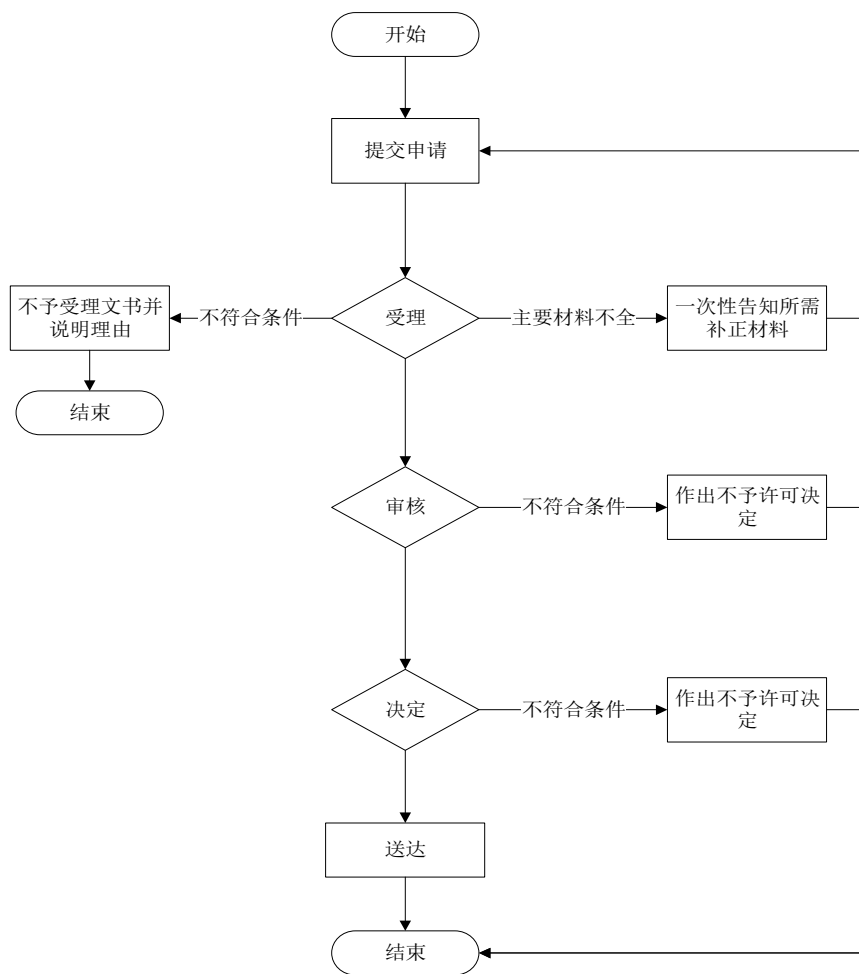 开始
提交申请
不予受理文书并
说明理由
不符合条件
受理
主要材料不全
一次性告知所需
补正材料
结束
审核
不符合条件
作出不予许可决
定
决定
不符合条件
作出不予许可决
定
送达
结束